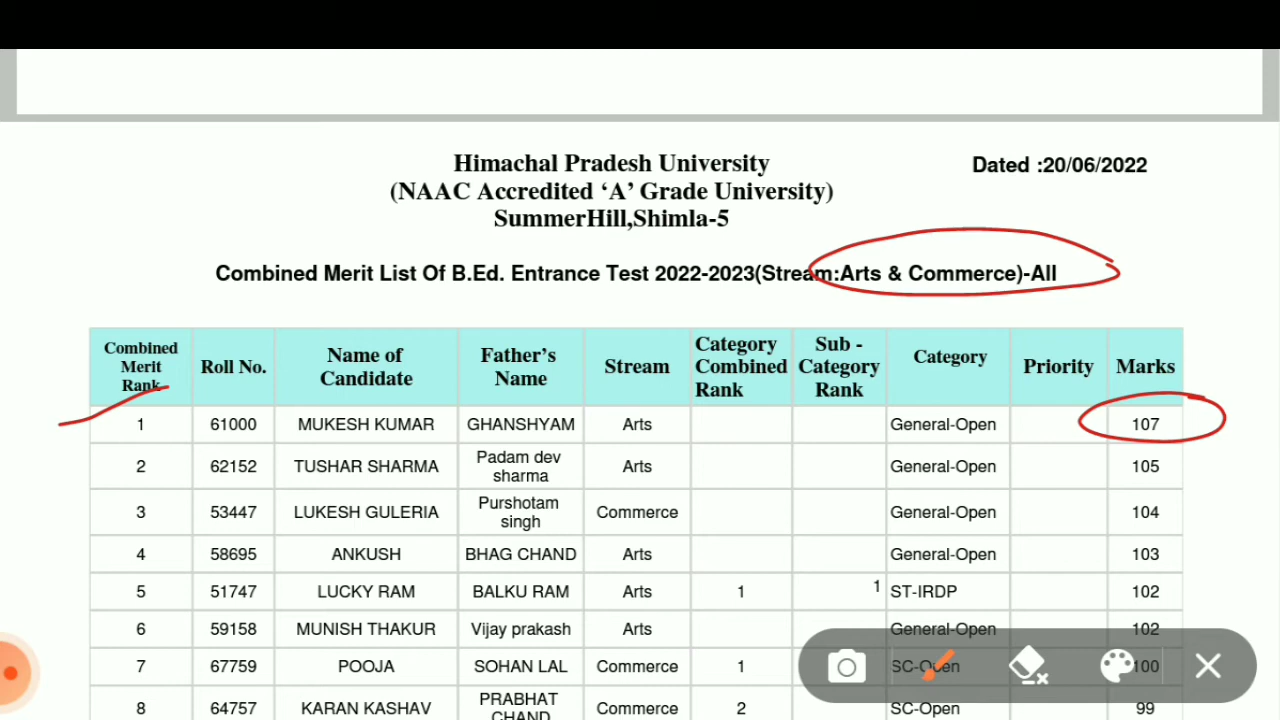 Himachal Pradesh University
Dated :20/06/2022
(NAAC Accredited ‘A’ Grade University)
SummerHill,Shimla-5
Combined Merit List Of B.Ed. Entrance Test 2022-2023(Stream:Arts & Commerce)-All
Combined Merit Rank Roll No. Name of Candidate Father’s Name Stream Category Combined Rank Sub - Category Rank Category Priority Marks
1 61000 MUKESH KUMAR GHANSHYAM Arts General-Open 107
2 62152 TUSHAR SHARMA Padam dev sharma Arts General-Open 105
3 53447 LUKESH GULERIA Purshotam singh Commerce General-Open 104
4 58695 ANKUSH BHAG CHAND Arts General-Open 103
5 51747 LUCKY RAM BALKU RAM Arts 1 1 ST-IRDP 102
6 59158 MUNISH THAKUR Vijay prakash Arts General-Open 102
7 67759 POOJA SOHAN LAL Commerce 1 SC-Open 100
8 64757 KARAN KASHAV PRABHAT CHAND Commerce 2 SC-Open 99